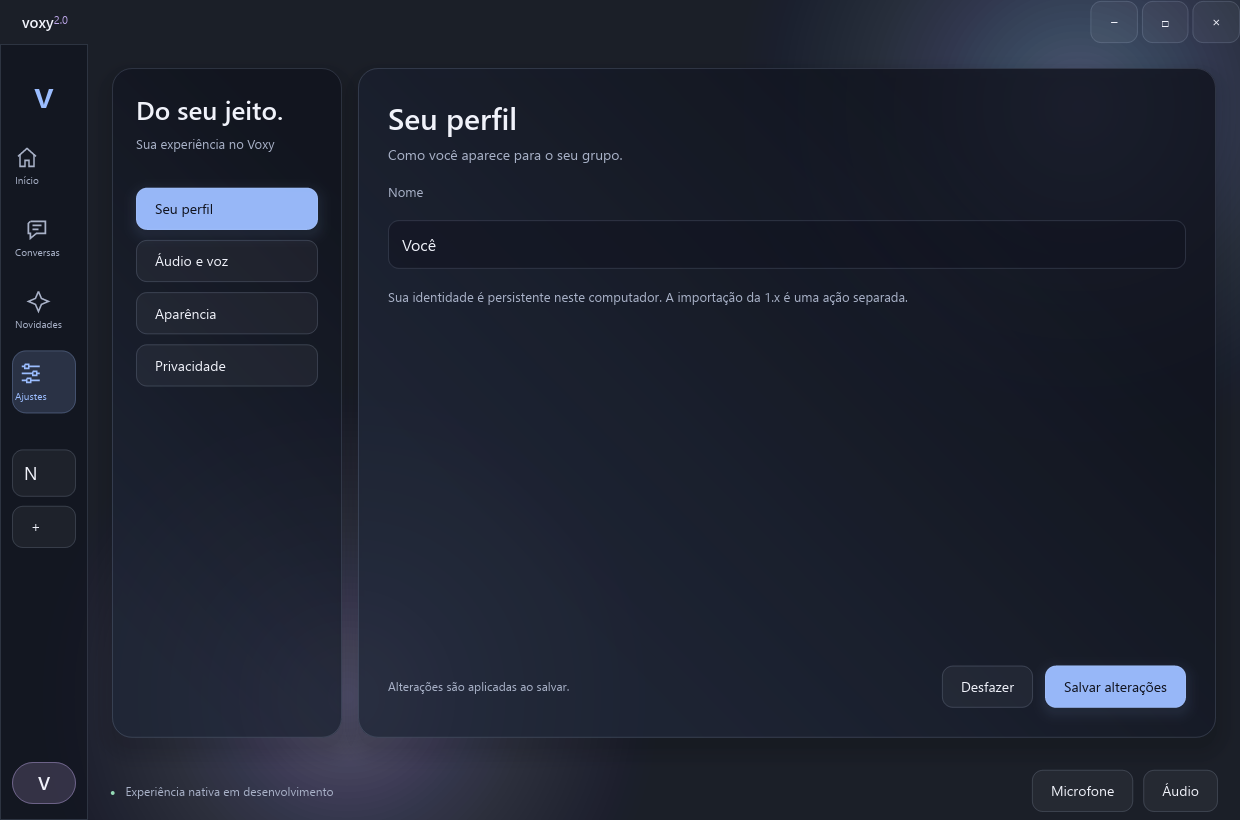 voxy2.0
V
Início
Conversas
Novidades
Ajustes
N
+
V
Do seu jeito.
Sua experiência no Voxy
Seu perfil
Áudio e voz
Aparência
Privacidade
Seu perfil
Como você aparece para o seu grupo.
Nome
Você
Sua identidade é persistente neste computador. A importação da 1.x é uma ação separada.
Alterações são aplicadas ao salvar.
Desfazer
Salvar alterações
Experiência nativa em desenvolvimento
Microfone
Áudio